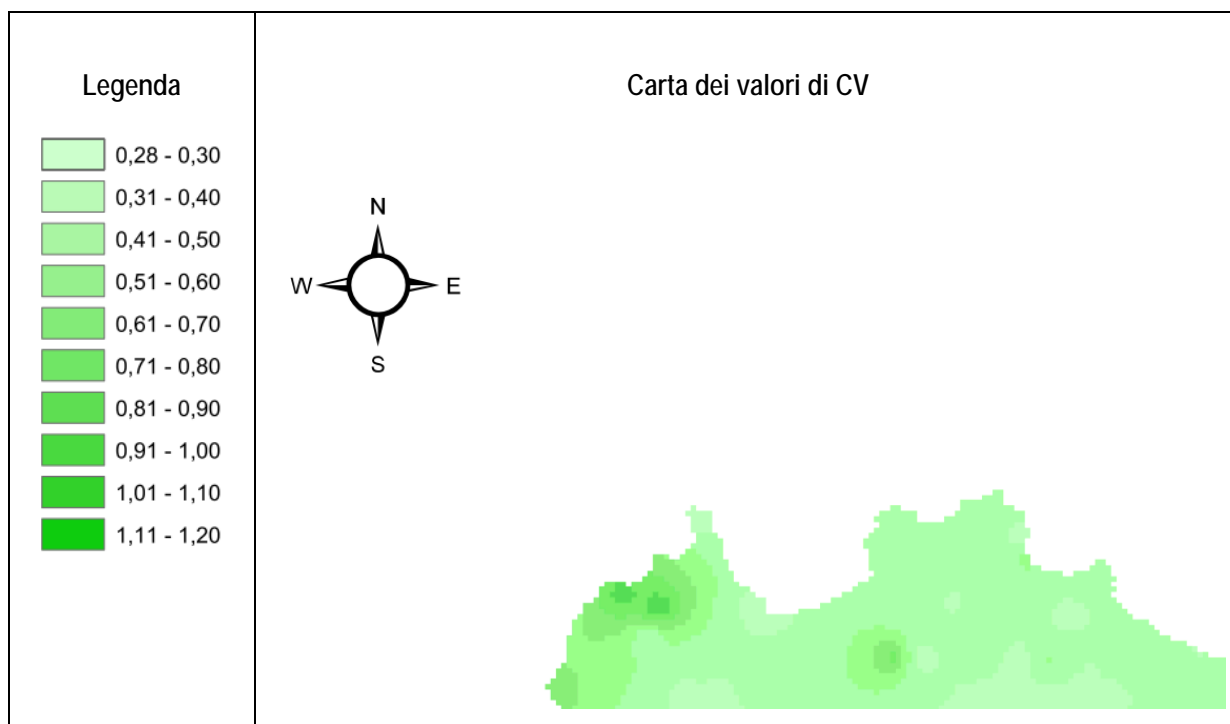 Legenda
0,28 - 0,30
0,31 - 0,40
0,41 - 0,50
0,51 - 0,60
0,61 - 0,70
0,71 - 0,80
0,81 - 0,90
0,91 - 1,00
1,01 - 1,10
1,11 - 1,20
Carta dei valori di CV
N
W E
S